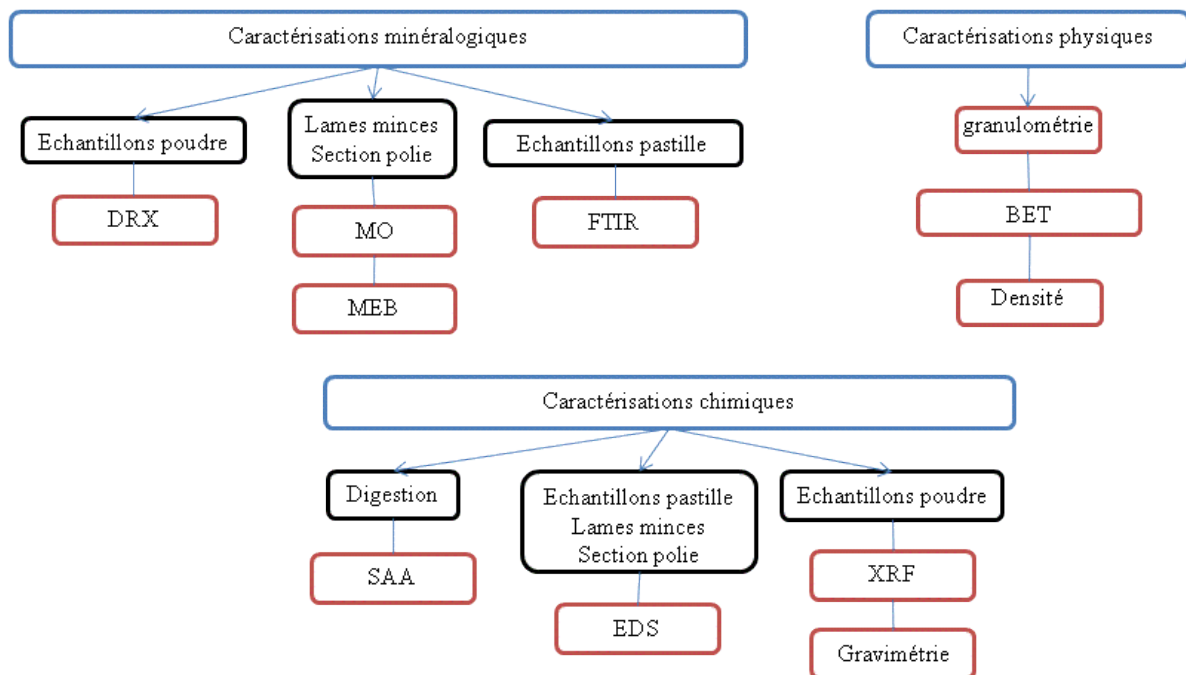 Caractérisations minéralogiques
Caractérisations physiques
Echantillons poudre
Lames minces
Section polie
Echantillons pastille
granulométrie
DRX
MO
FTIR
BET
MEB
Densité
Caractérisations chimiques
Digestion
Echantillons pastille
Lames minces
Section polie
Echantillons poudre
SAA
XRF
EDS
Gravimétrie